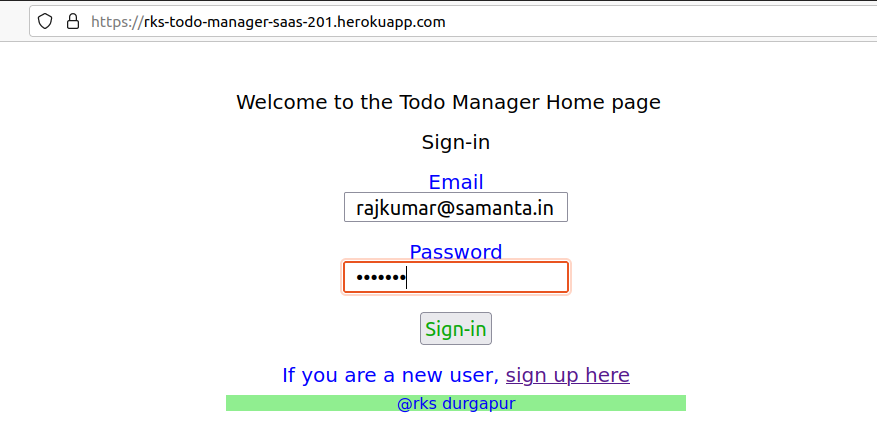 https://rks-todo-manager-saas-201.herokuapp.com
Welcome to the Todo Manager Home page
Sign-in
Email
rajkumar@samanta.in
Password
•••••••
Sign-in
If you are a new user, sign up here
@rks durgapur